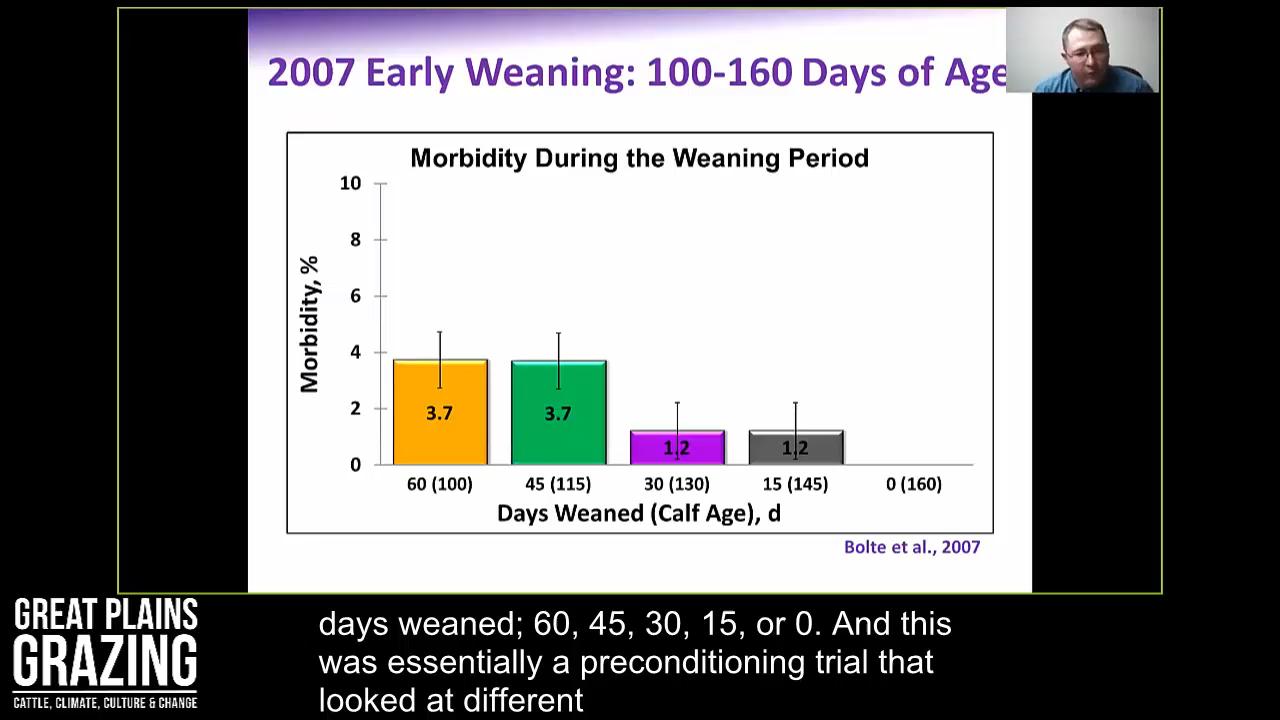 2007 Early Weaning: 100-160 Days of Age
Morbidity During the Weaning Period
10
8
6
4
2
0
Morbidity, %
3.7
3.7
1.2
1.2
60 (100)
45 (115)
30 (130)
15 (145)
0 (160)
Days Weaned (Calf Age), d
Bolte et al., 2007
GREAT PLAINS
GRAZING
CATTLE, CLIMATE, CULTURE & CHANGE
days weaned; 60, 45, 30, 15, or 0. And this
was essentially a preconditioning trial that
looked at different